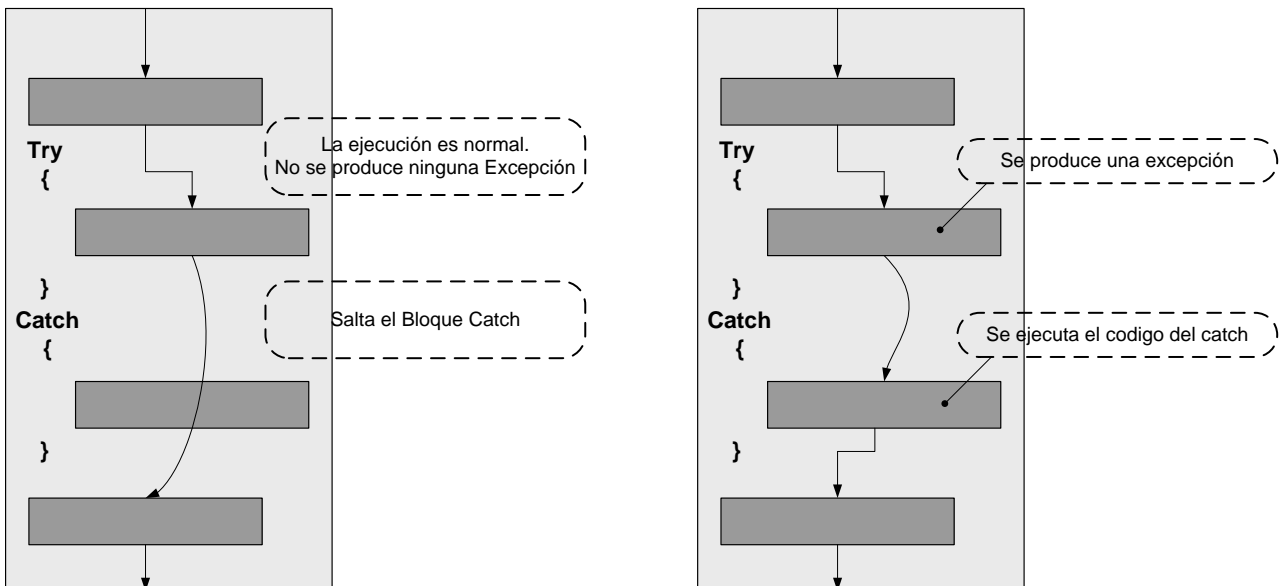 La ejecución es normal.
No se produce ninguna Excepción
Try
{
}
Salta el Bloque Catch
Catch
{
}
Try
{
Se produce una excepción
}
Catch
{
Se ejecuta el codigo del catch
}